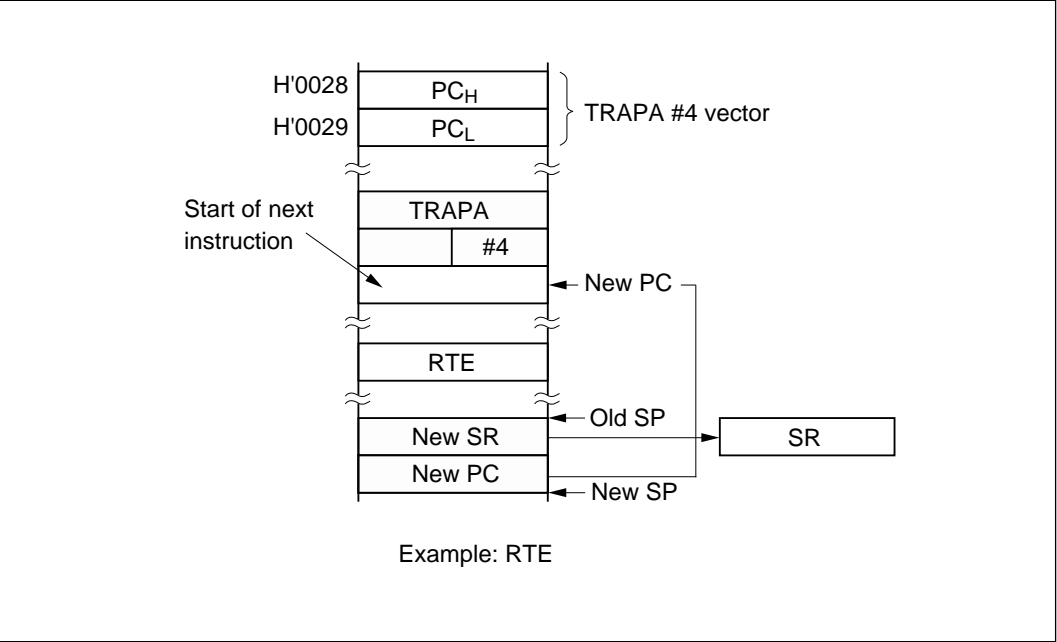 H'0028
PCH
H'0029
PCL
TRAPA #4 vector
Start of next
instruction
TRAPA
#4
New PC
RTE
Old SP
New SR
SR
New PC
New SP
Example: RTE